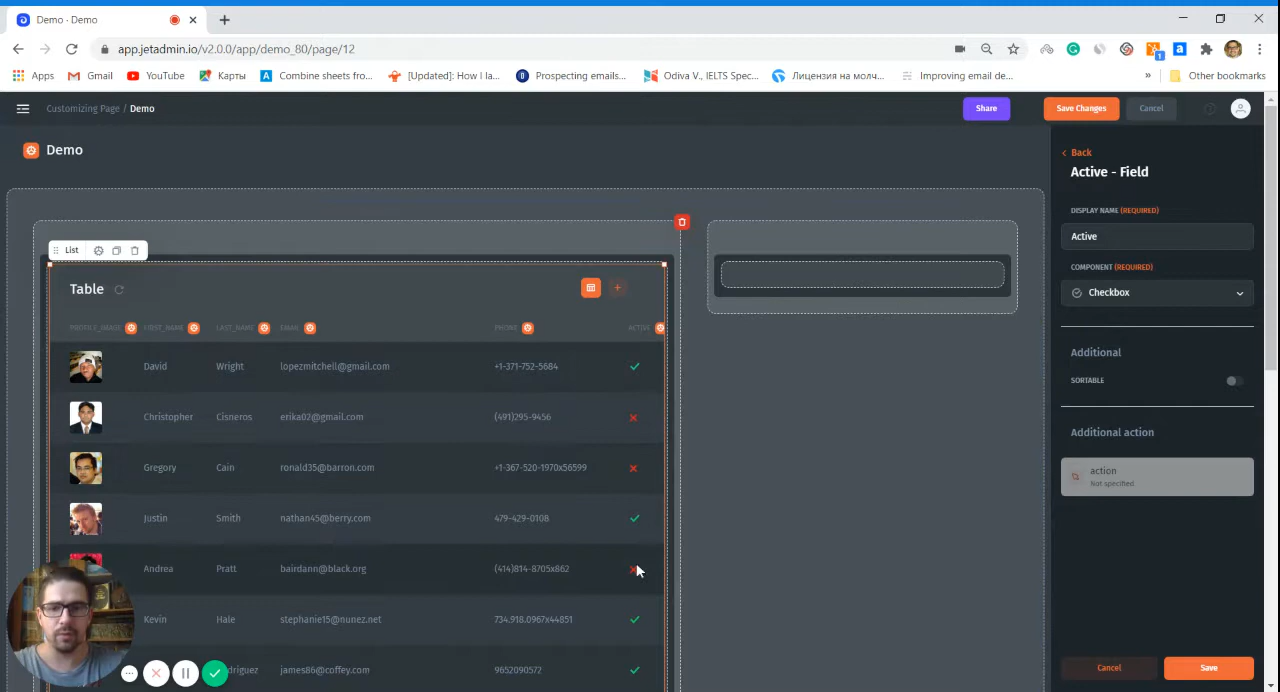 Demo · Demo
app.jetadmin.io/v2.0.0/app/demo_80/page/12
1
Apps
Gmail
YouTube
Карты
Combine sheets fro...
[Updated]: How I la...
Prospecting emails...
Odiva V., IELTS Spec...
Лицензия на молч...
Improving email de...
»
Other bookmarks
Customizing Page / Demo
Share
Save Changes
Cancel
Demo
List
Table
PROFILE_IMAGE FIRST_NAME LAST_NAME EMAIL PHONE ACTIVE
David Wright lopezmitchell@gmail.com +1-371-752-5684
Christopher Cisneros erika02@gmail.com (491)295-9456
Gregory Cain ronald35@barron.com +1-367-520-1970x56599
Justin Smith nathan45@berry.com 479-429-0108
Andrea Pratt bairdann@black.org (414)814-8705x862
Kevin Hale stephanie15@nunez.net 734.918.0967x44851
driguez james86@coffey.com 9652090572
Back
Active - Field
DISPLAY NAME (REQUIRED)
Active
COMPONENT (REQUIRED)
Checkbox
Additional
SORTABLE
Additional action
action
Not specified
Cancel
Save